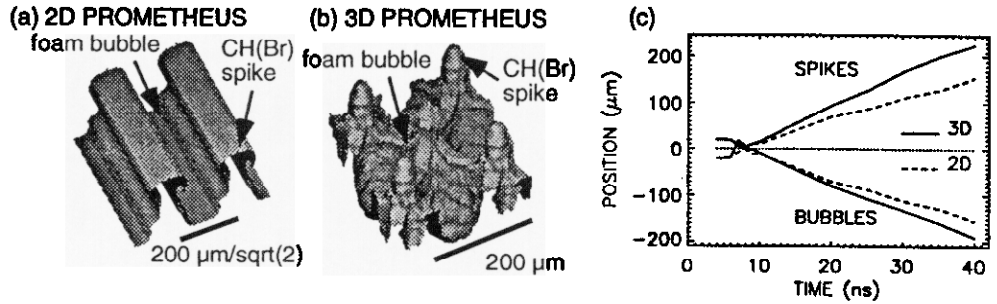 (a) 2D PROMETHEUS
foam bubble
CH(Br)
spike
200 µm/sqrt(2)
(b) 3D PROMETHEUS
foam bubble
CH(Br)
spike
200 µm
(c)
POSITION (µm)
200
100
0
-100
-200
SPIKES
3D
2D
BUBBLES
0
10
20
30
40
TIME (ns)